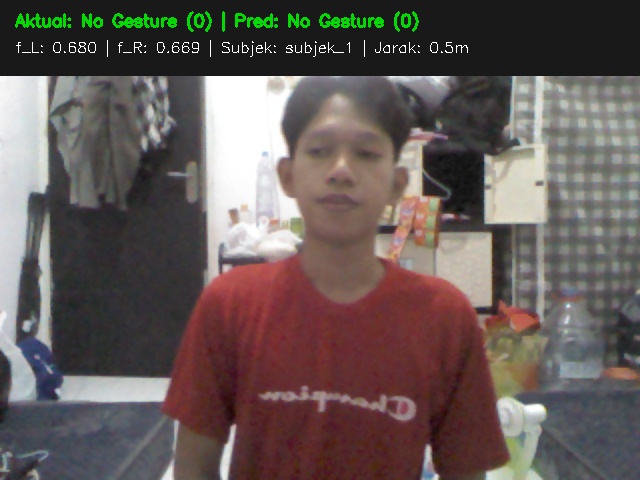 Aktual: No Gesture (0) | Pred: No Gesture (0)
f_L: 0.680 | f_R: 0.669 | Subjek: subjek_1 | Jarak: 0.5m
Champion